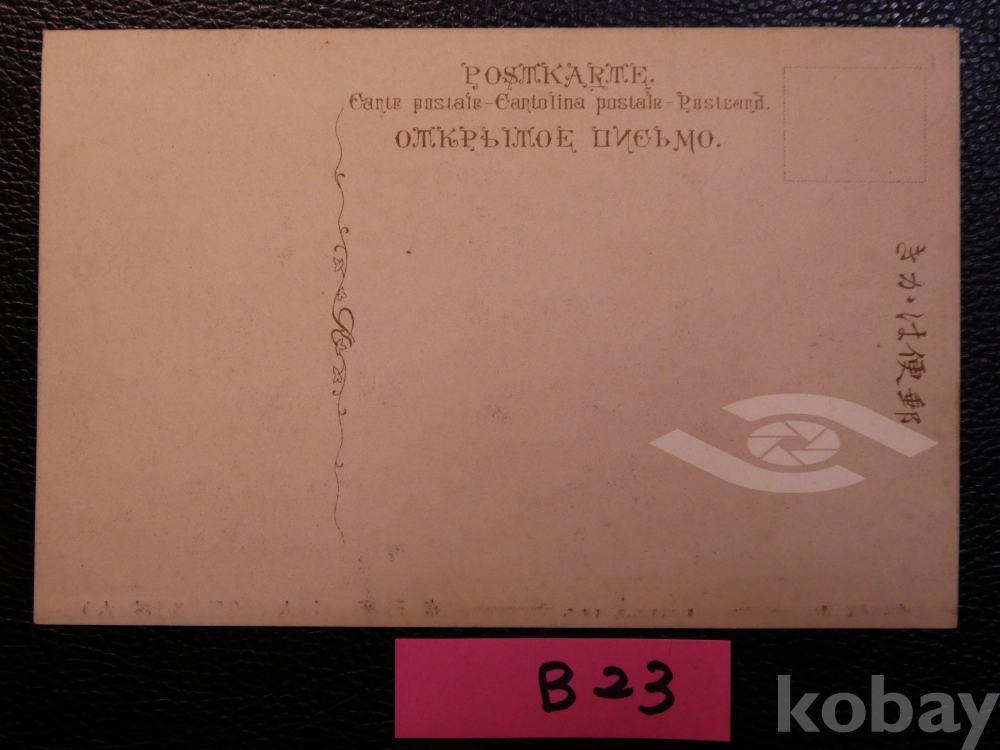 POSTKARTE.
Carte postale-Cartolina postale-Postcard.
ОТКРЫТОЕ ПИСЬМО.
きかは便郵
B23
kobay